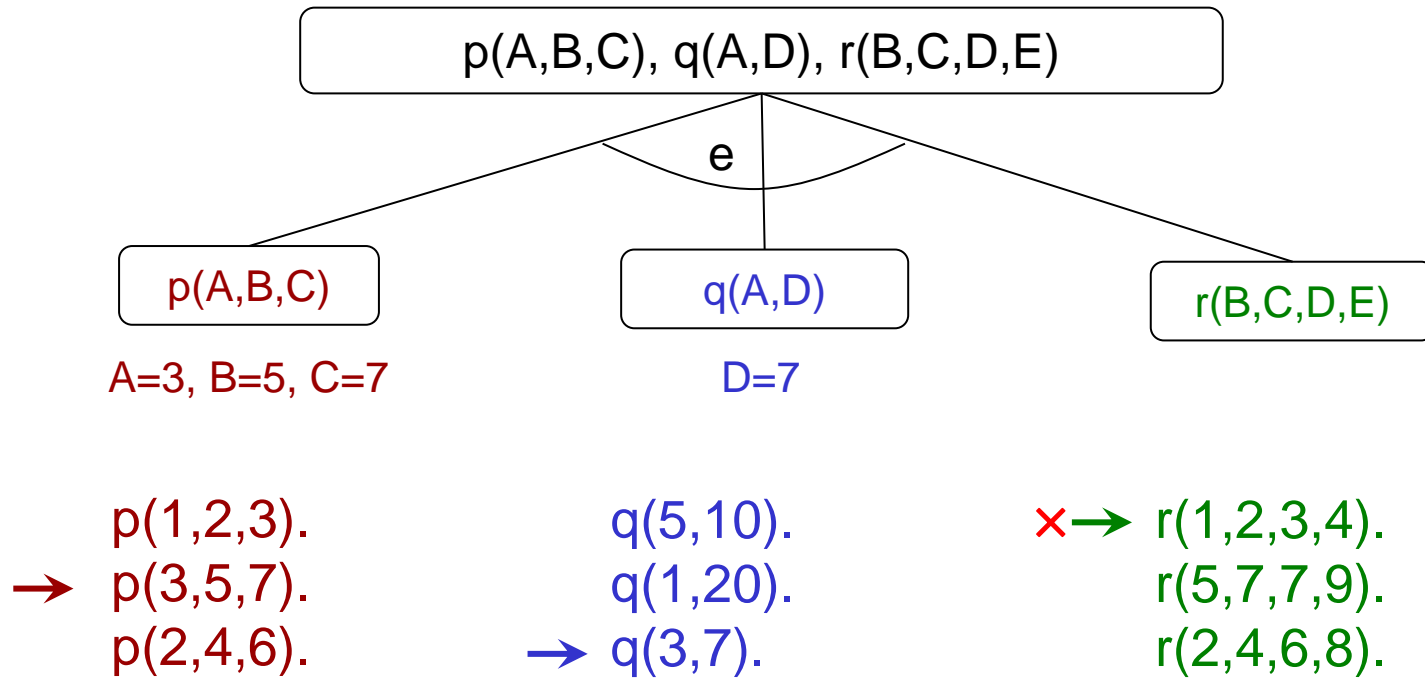 p(A,B,C), q(A,D), r(B,C,D,E)
e
p(A,B,C)
q(A,D)
r(B,C,D,E)
A=3, B=5, C=7
D=7
p(1,2,3).
p(3,5,7).
p(2,4,6).
q(5,10).
q(1,20).
q(3,7).
r(1,2,3,4).
r(5,7,7,9).
r(2,4,6,8).